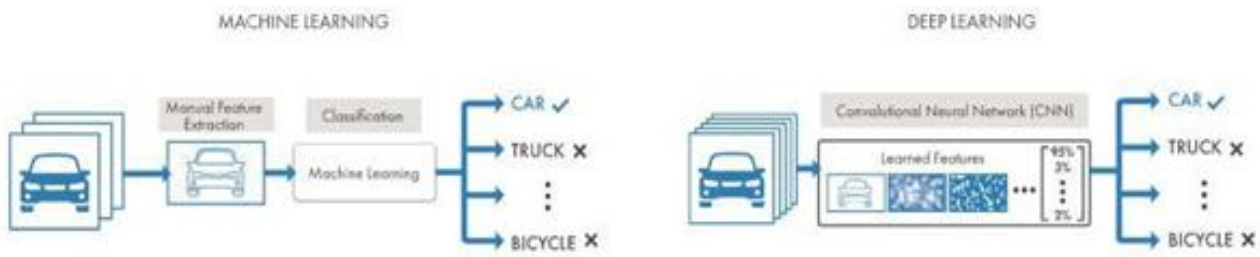 MACHINE LEARNING
Manual Feature
Extraction
Classification
Machine Learning
CAR ✓
TRUCK ✕
⋮
BICYCLE ✕
DEEP LEARNING
Convolutional Neural Network (CNN)
Learned Features
95%
3%
⋮
2%
CAR ✓
TRUCK ✕
⋮
BICYCLE ✕